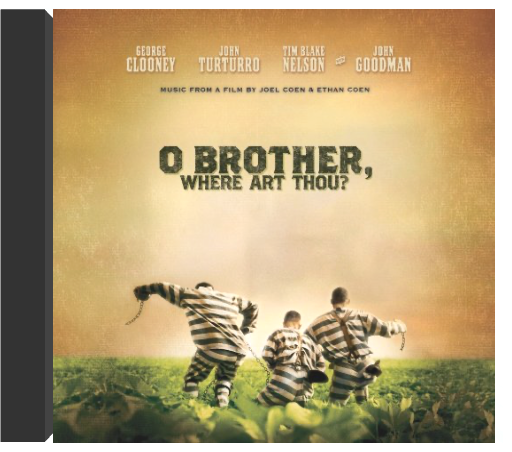 GEORGE CLOONEY JOHN TURTURRO TIM BLAKE NELSON AND JOHN GOODMAN
MUSIC FROM A FILM BY JOEL COEN & ETHAN COEN
O BROTHER,
WHERE ART THOU?